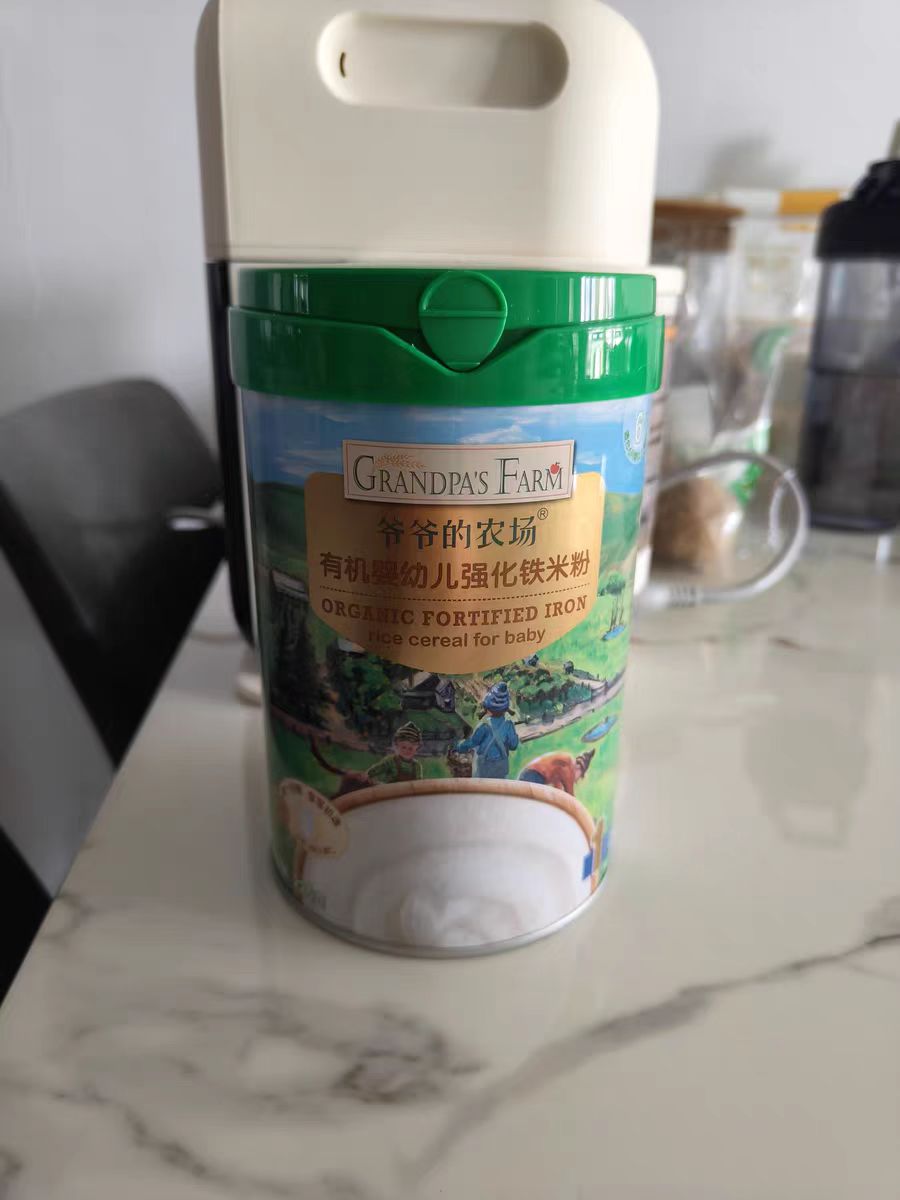 GRANDPA'S FARM
爷爷的农场®
有机婴幼儿强化铁米粉
ORGANIC FORTIFIED IRON
rice cereal for baby